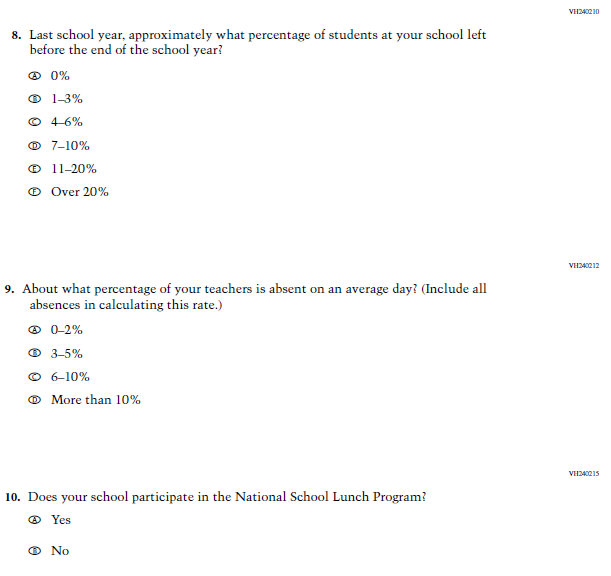 VH240210
8. Last school year, approximately what percentage of students at your school left
before the end of the school year?
Ⓐ 0%
Ⓑ 1–3%
Ⓒ 4–6%
Ⓓ 7–10%
Ⓔ 11–20%
Ⓕ Over 20%
VH240212
9. About what percentage of your teachers is absent on an average day? (Include all
absences in calculating this rate.)
Ⓐ 0–2%
Ⓑ 3–5%
Ⓒ 6–10%
Ⓓ More than 10%
VH240215
10. Does your school participate in the National School Lunch Program?
Ⓐ Yes
Ⓑ No